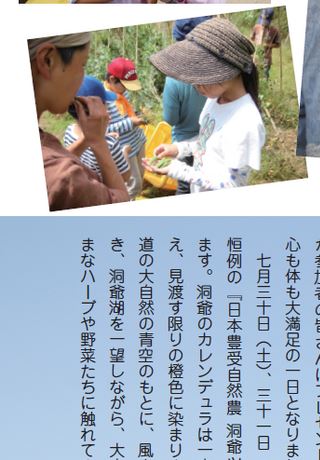 心も体も大満足の一日となりま
七月三十日（土）、三十一日
恒例の『日本豊受自然農 洞爺
ます。洞爺のカレンデュラは一
え、見渡す限りの橙色に染まり
道の大自然の青空のもとに、風
き、洞爺湖を一望しながら、大
まなハーブや野菜たちに触れて